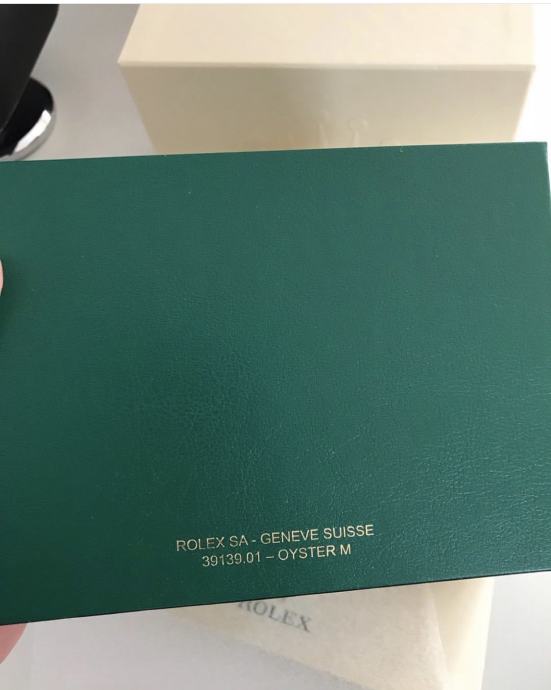 ROLEX SA - GENEVE SUISSE
39139.01 – OYSTER M
ROLEX